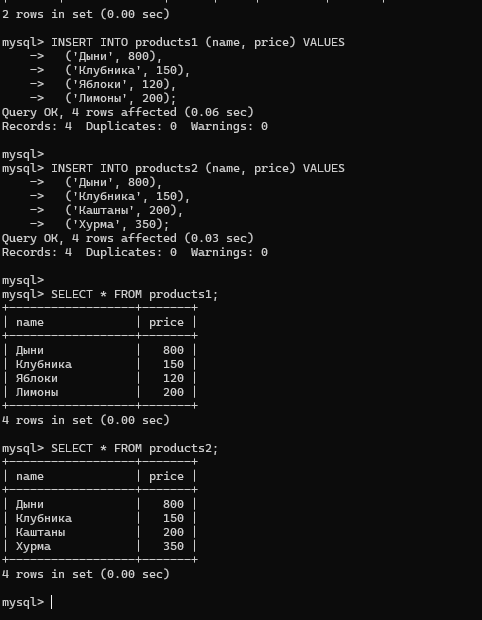 2 rows in set (0.00 sec)
mysql> INSERT INTO products1 (name, price) VALUES
    ->   ('Дыни', 800),
    ->   ('Клубника', 150),
    ->   ('Яблоки', 120),
    ->   ('Лимоны', 200);
Query OK, 4 rows affected (0.06 sec)
Records: 4  Duplicates: 0  Warnings: 0
mysql>
mysql> INSERT INTO products2 (name, price) VALUES
    ->   ('Дыни', 800),
    ->   ('Клубника', 150),
    ->   ('Каштаны', 200),
    ->   ('Хурма', 350);
Query OK, 4 rows affected (0.03 sec)
Records: 4  Duplicates: 0  Warnings: 0
mysql>
mysql> SELECT * FROM products1;
+------------------+-------+
| name             | price |
+------------------+-------+
| Дыни             |   800 |
| Клубника         |   150 |
| Яблоки           |   120 |
| Лимоны           |   200 |
+------------------+-------+
4 rows in set (0.00 sec)
mysql> SELECT * FROM products2;
+------------------+-------+
| name             | price |
+------------------+-------+
| Дыни             |   800 |
| Клубника         |   150 |
| Каштаны          |   200 |
| Хурма            |   350 |
+------------------+-------+
4 rows in set (0.00 sec)
mysql>